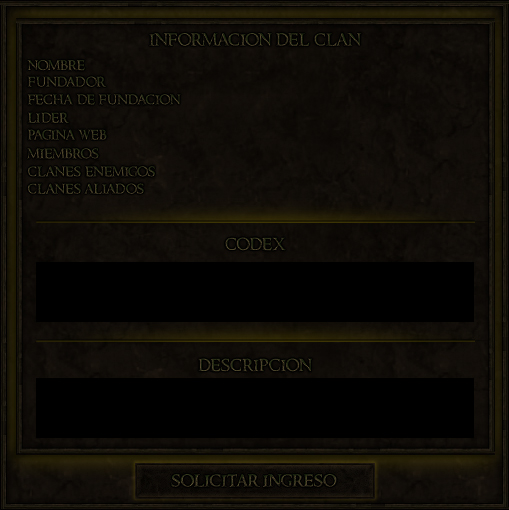 INFORMACION DEL CLAN
NOMBRE
FUNDADOR
FECHA DE FUNDACION
LIDER
PAGINA WEB
MIEMBROS
CLANES ENEMIGOS
CLANES ALIADOS
CODEX
DESCRIPCION
SOLICITAR INGRESO